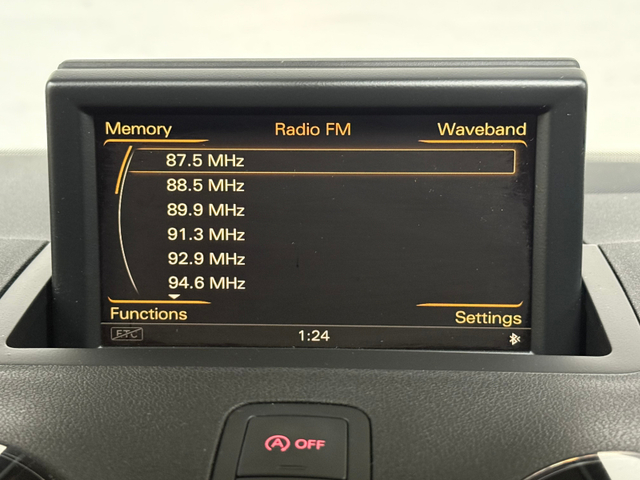 Memory Radio FM Waveband
87.5 MHz
88.5 MHz
89.9 MHz
91.3 MHz
92.9 MHz
94.6 MHz
Functions Settings
ETC 1:24
A OFF